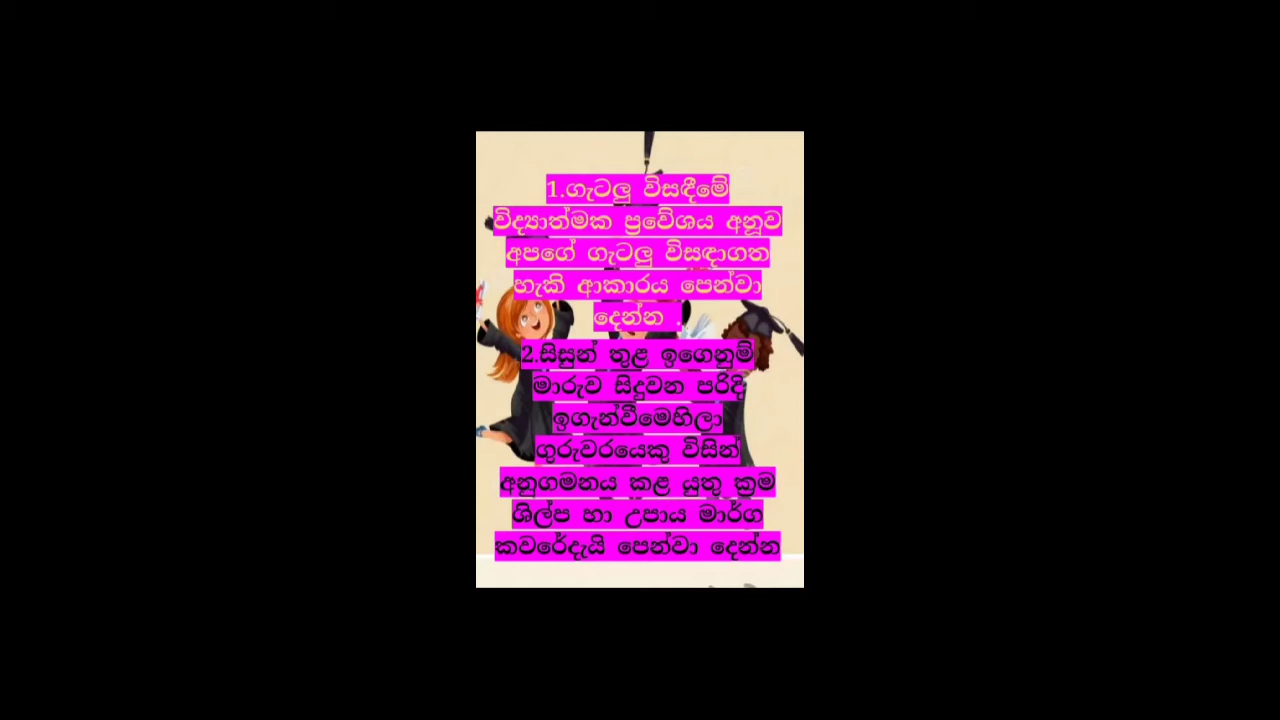 1.ගැටලු විසඳීමේ
විද්‍යාත්මක ප්‍රවේශය අනූව
අපගේ ගැටලු විසඳාගත
හැකි ආකාරය පෙන්වා
දෙන්න .
2.සිසුන් තුළ ඉගෙනුම්
මාරුව සිදුවන පරිදි
ඉගැන්වීමෙහිලා
ගුරුවරයෙකු විසින්
අනුගමනය කළ යුතු ක්‍රම
ශිල්ප හා උපාය මාර්ග
කවරේදැයි පෙන්වා දෙන්න